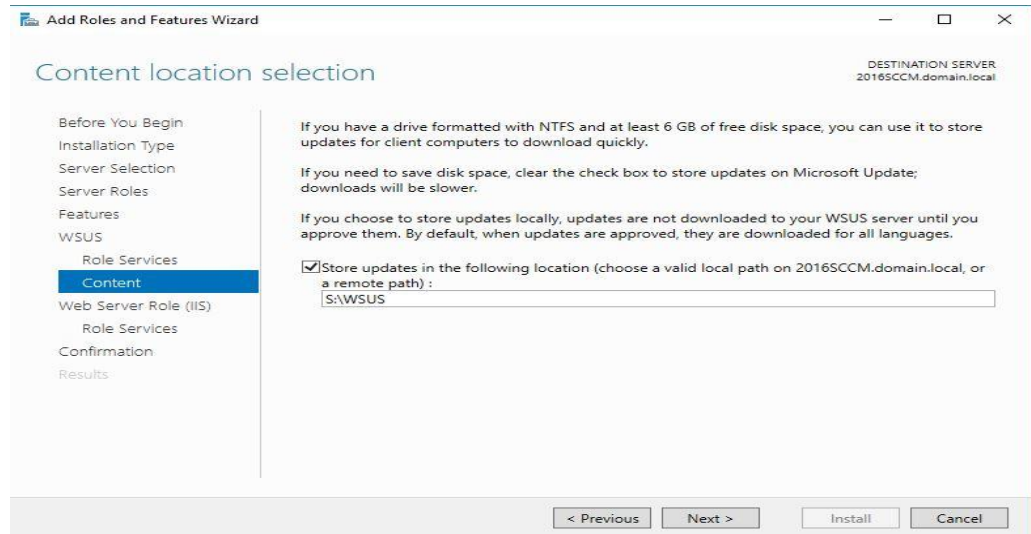 Add Roles and Features Wizard
Content location selection
DESTINATION SERVER
2016SCCM.domain.local
Before You Begin
Installation Type
Server Selection
Server Roles
Features
WSUS
Role Services
Content
Web Server Role (IIS)
Role Services
Confirmation
Results
If you have a drive formatted with NTFS and at least 6 GB of free disk space, you can use it to store
updates for client computers to download quickly.
If you need to save disk space, clear the check box to store updates on Microsoft Update;
downloads will be slower.
If you choose to store updates locally, updates are not downloaded to your WSUS server until you
approve them. By default, when updates are approved, they are downloaded for all languages.
Store updates in the following location (choose a valid local path on 2016SCCM.domain.local, or
a remote path) :
S:\WSUS
< Previous
Next >
Install
Cancel